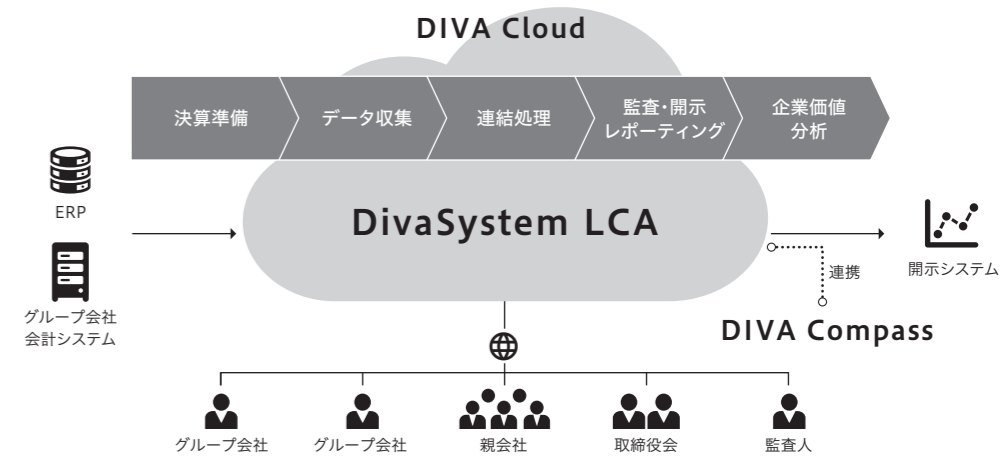 DIVA Cloud
決算準備
データ収集
連結処理
監査・開示
レポーティング
企業価値
分析
ERP
グループ会社
会計システム
DivaSystem LCA
連携
開示システム
DIVA Compass
グループ会社
グループ会社
親会社
取締役会
監査人